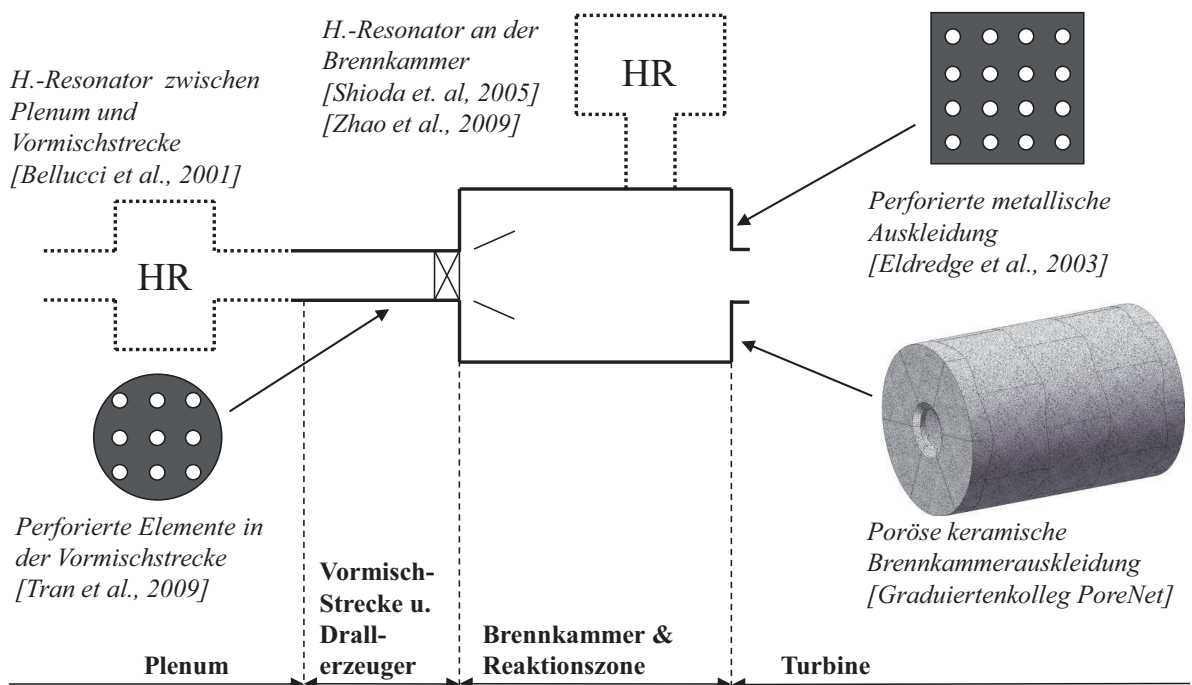 H.-Resonator zwischen
Plenum und
Vormischstrecke
[Bellucci et al., 2001]
H.-Resonator an der
Brennkammer
[Shioda et. al, 2005]
[Zhao et al., 2009]
HR
HR
Perforierte metallische
Auskleidung
[Eldredge et al., 2003]
Perforierte Elemente in
der Vormischstrecke
[Tran et al., 2009]
Poröse keramische
Brennkammerauskleidung
[Graduiertenkolleg PoreNet]
Plenum
Vormisch-
Strecke u.
Drall-
erzeuger
Brennkammer &
Reaktionszone
Turbine